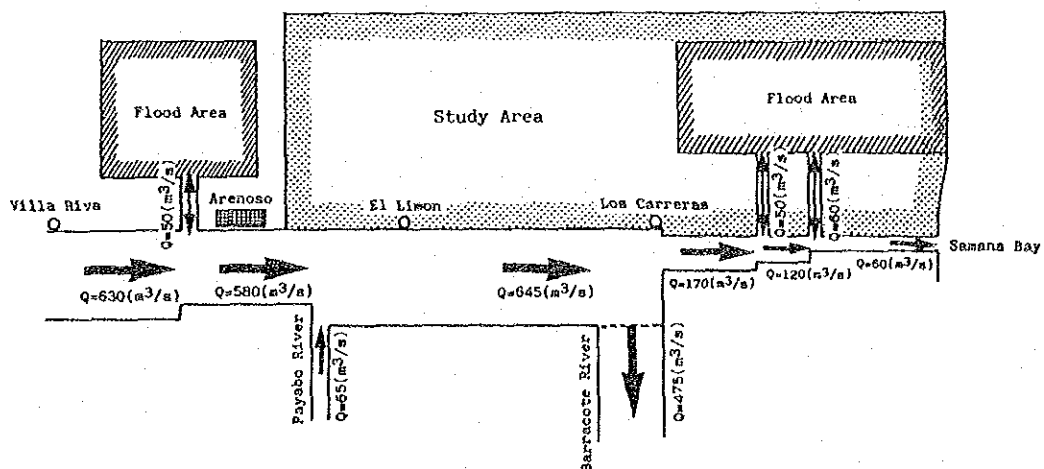 Flood Area
Study Area
Flood Area
Q=50(m³/s)
Q=50(m³/s)
Q=60(m³/s)
Villa Riva
Arenoso
El Limon
Los Carreras
Samana Bay
Q=630(m³/s)
Q=580(m³/s)
Q=645(m³/s)
Q=170(m³/s)
Q=120(m³/s)
Q=60(m³/s)
Payabo River
Q=65(m³/s)
Barracote River
Q=475(m³/s)